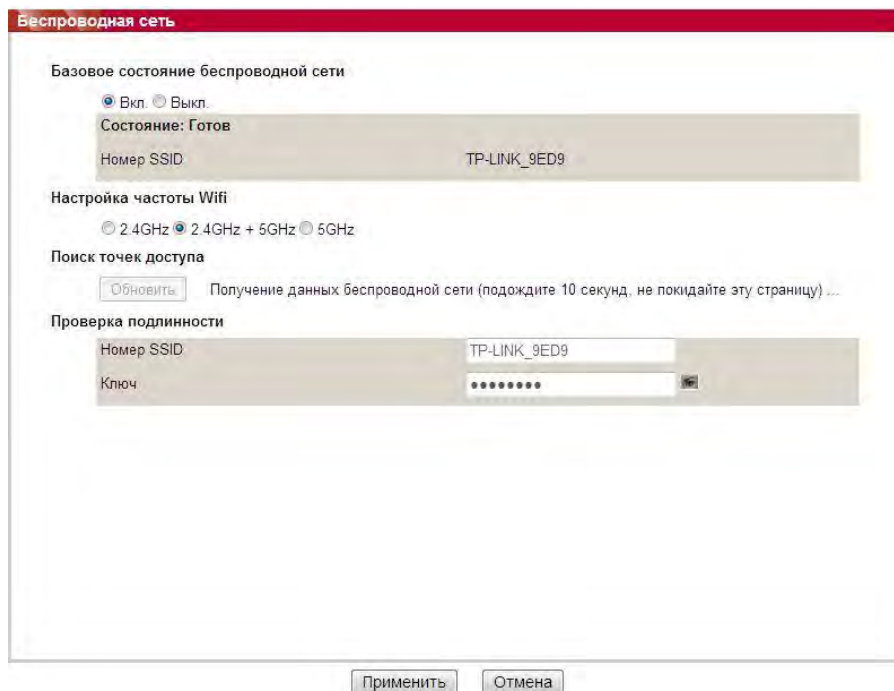 Беспроводная сеть
Базовое состояние беспроводной сети
Вкл. Выкл.
Состояние: Готов
Номер SSID TP-LINK_9ED9
Настройка частоты Wifi
2.4GHz 2.4GHz + 5GHz 5GHz
Поиск точек доступа
Обновить Получение данных беспроводной сети (подождите 10 секунд, не покидайте эту страницу) ...
Проверка подлинности
Номер SSID TP-LINK_9ED9
Ключ ●●●●●●●●
Применить Отмена